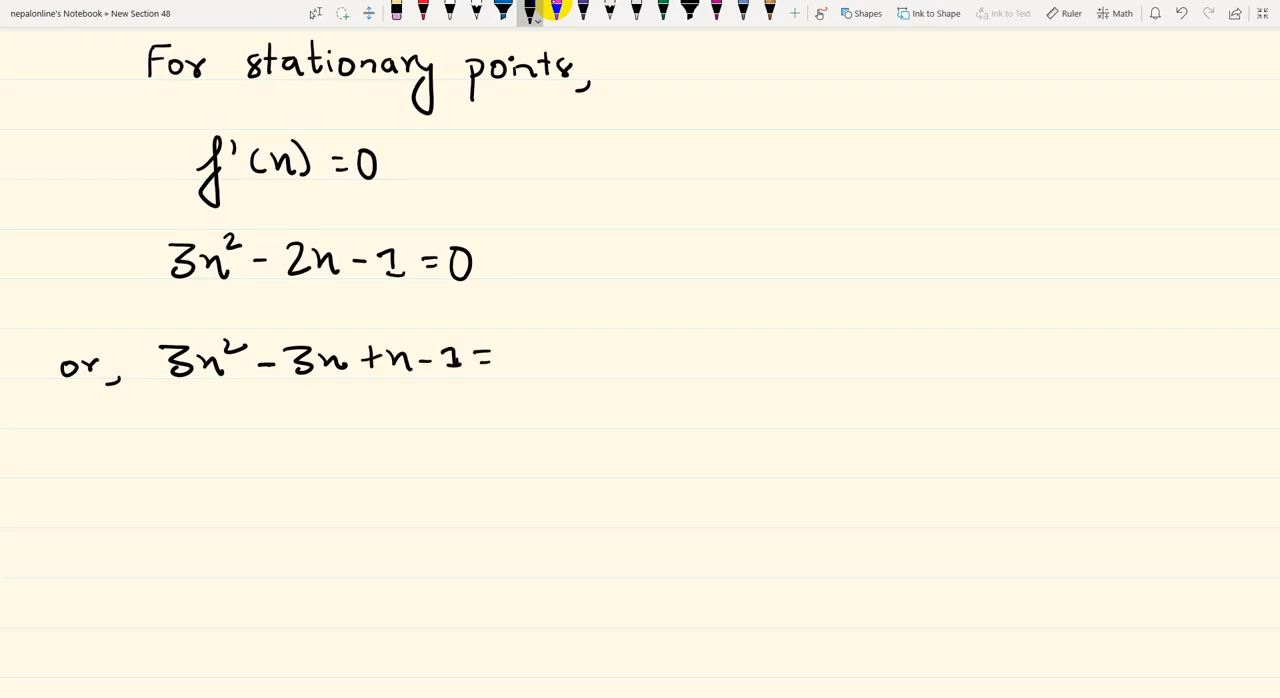 nepalonline's Notebook » New Section 48
Shapes Ink to Shape Ink to Text Ruler Math
For stationary points,
f'(x) = 0
3x² - 2x - 1 = 0
or, 3x² - 3x + x - 1 =